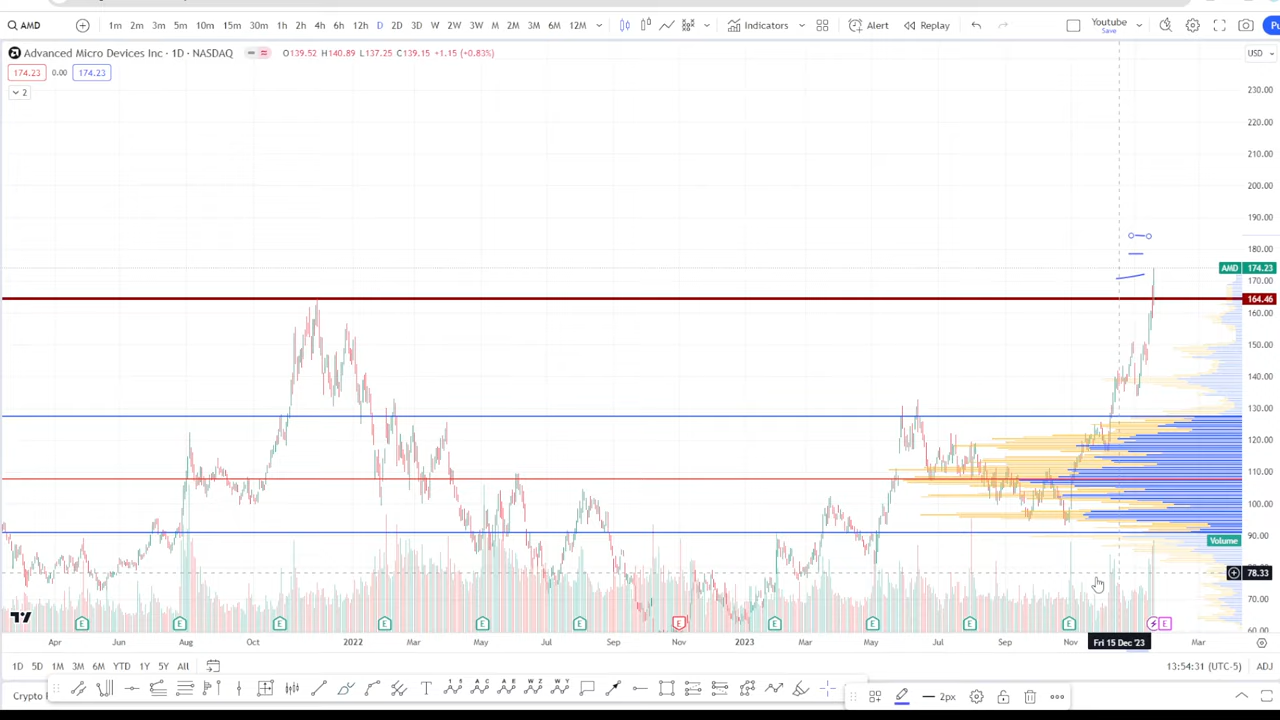 AMD 1m 2m 3m 5m 10m 15m 30m 1h 2h 4h 6h 12h D 2D 3D W 2W 3W M 2M 3M 6M 12M Indicators Alert Replay Youtube
Save
Advanced Micro Devices Inc · 1D · NASDAQ O139.52 H140.89 L137.25 C139.15 +1.15 (+0.83%) USD
174.23 0.00 174.23
2
230.00
220.00
210.00
200.00
190.00
180.00
AMD 174.23
170.00
164.46
160.00
150.00
140.00
130.00
120.00
110.00
100.00
90.00
Volume
78.33
70.00
60.00
E E E E E E E E E E E E
Apr Jun Aug Oct 2022 Mar May Jul Sep Nov 2023 Mar May Jul Sep Nov Fri 15 Dec '23 Mar
1D 5D 1M 3M 6M YTD 1Y 5Y All 13:54:31 (UTC-5) ADJ
Crypto 2px